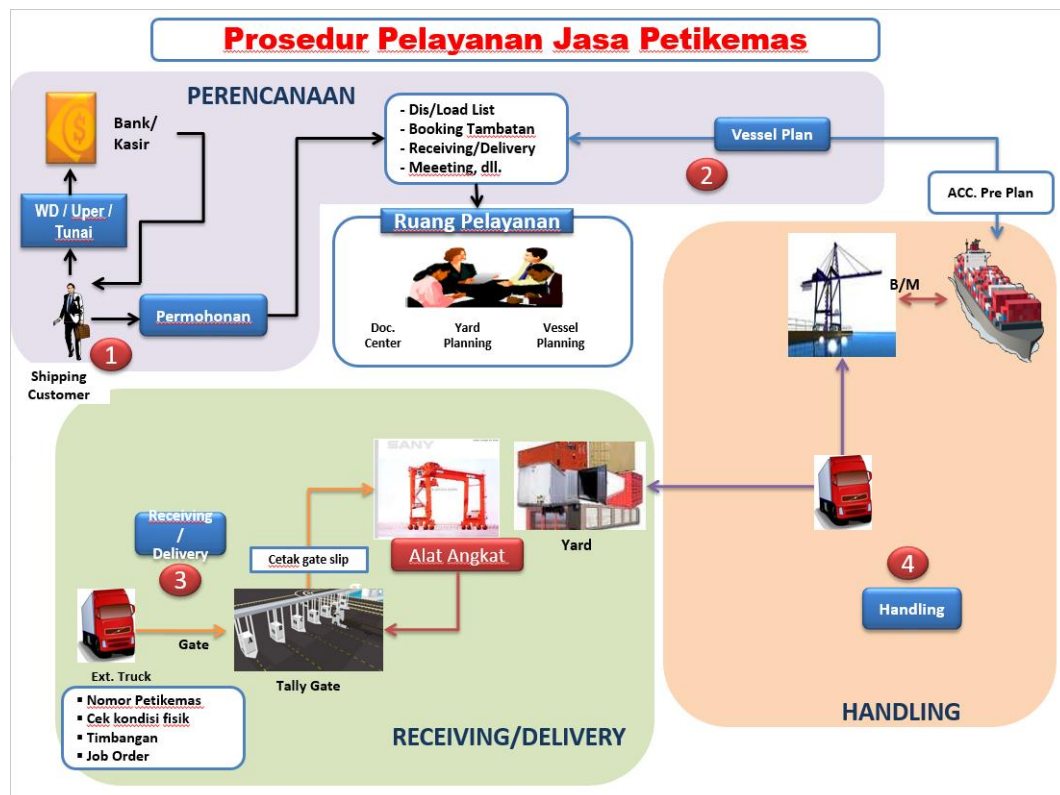 Prosedur Pelayanan Jasa Petikemas
PERENCANAAN
Bank/
Kasir
WD / Uper /
Tunai
Permohonan
1
Shipping
Customer
- Dis/Load List
- Booking Tambatan
- Receiving/Delivery
- Meeeting, dll.
Vessel Plan
2
ACC. Pre Plan
Ruang Pelayanan
Doc.
Center
Yard
Planning
Vessel
Planning
B/M
SANY
Receiving
/
Delivery
3
Cetak gate slip
Alat Angkat
Yard
Gate
Ext. Truck
Tally Gate
▪ Nomor Petikemas
▪ Cek kondisi fisik
▪ Timbangan
▪ Job Order
RECEIVING/DELIVERY
4
Handling
HANDLING